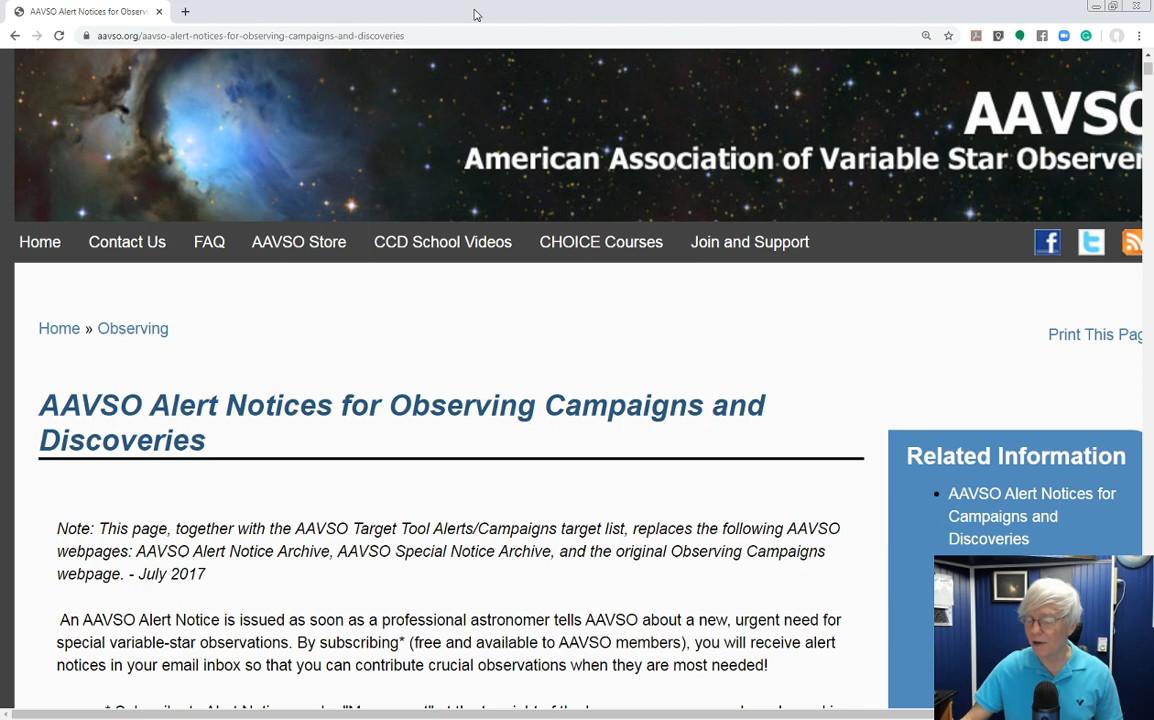 AAVSO Alert Notices for Observi
aavso.org/aavso-alert-notices-for-observing-campaigns-and-discoveries
AAVSO
American Association of Variable Star Observer
Home Contact Us FAQ AAVSO Store CCD School Videos CHOICE Courses Join and Support
Home » Observing
Print This Pag
AAVSO Alert Notices for Observing Campaigns and
Discoveries
Related Information
• AAVSO Alert Notices for
Campaigns and
Discoveries
Note: This page, together with the AAVSO Target Tool Alerts/Campaigns target list, replaces the following AAVSO
webpages: AAVSO Alert Notice Archive, AAVSO Special Notice Archive, and the original Observing Campaigns
webpage. - July 2017
An AAVSO Alert Notice is issued as soon as a professional astronomer tells AAVSO about a new, urgent need for
special variable-star observations. By subscribing* (free and available to AAVSO members), you will receive alert
notices in your email inbox so that you can contribute crucial observations when they are most needed!